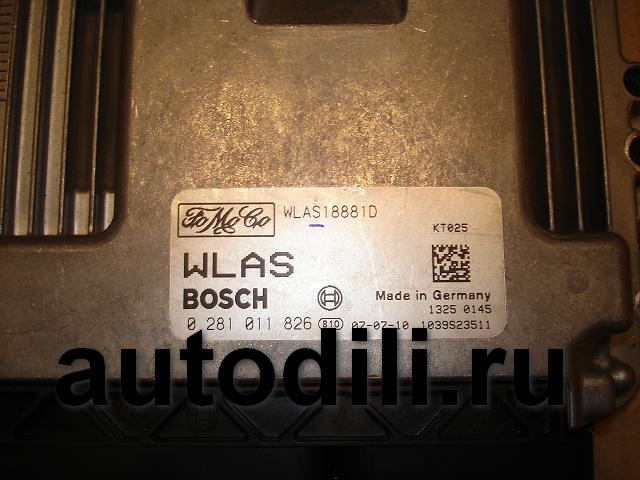 FoMoCo WLAS18881D
KT025
WLAS
BOSCH
Made in Germany
1325 0145
0 281 011 826 810 07-07-10 1039S23511
autodili.ru